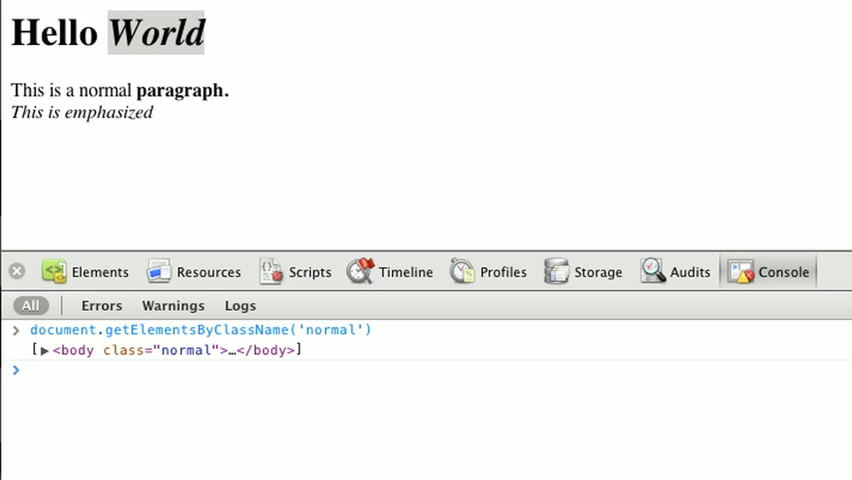 Hello World
This is a normal paragraph.
This is emphasized
Elements Resources Scripts Timeline Profiles Storage Audits Console
All Errors Warnings Logs
> document.getElementsByClassName('normal')
[▶<body class="normal">…</body>]
>